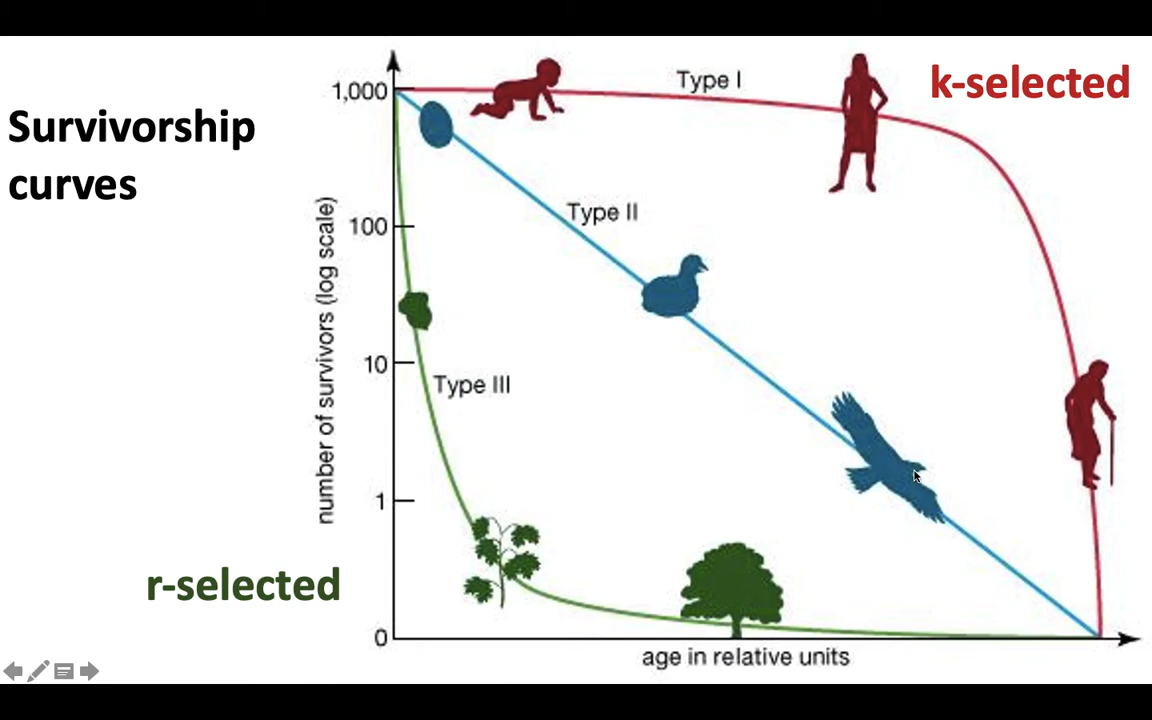 Survivorship
curves
k-selected
r-selected
number of survivors (log scale)
1,000
100
10
1
0
Type I
Type II
Type III
age in relative units